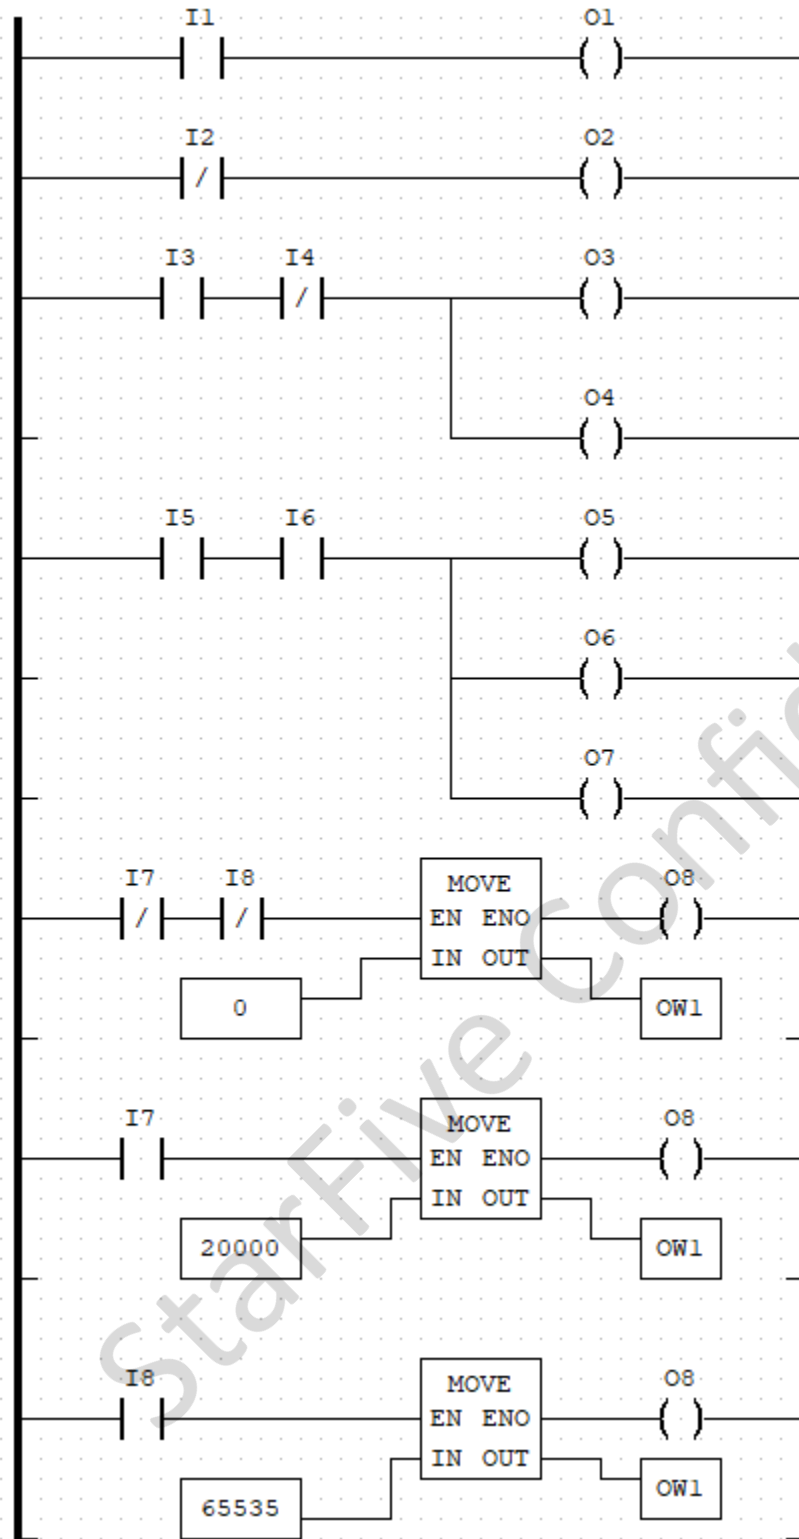 I1 O1
I2 O2
/
I3 I4 O3
/
O4
I5 I6 O5
O6
O7
I7 I8 MOVE O8
/ / EN ENO
IN OUT
0 OW1
I7 MOVE O8
EN ENO
IN OUT
20000 OW1
I8 MOVE O8
EN ENO
IN OUT
65535 OW1
StarFive Confid